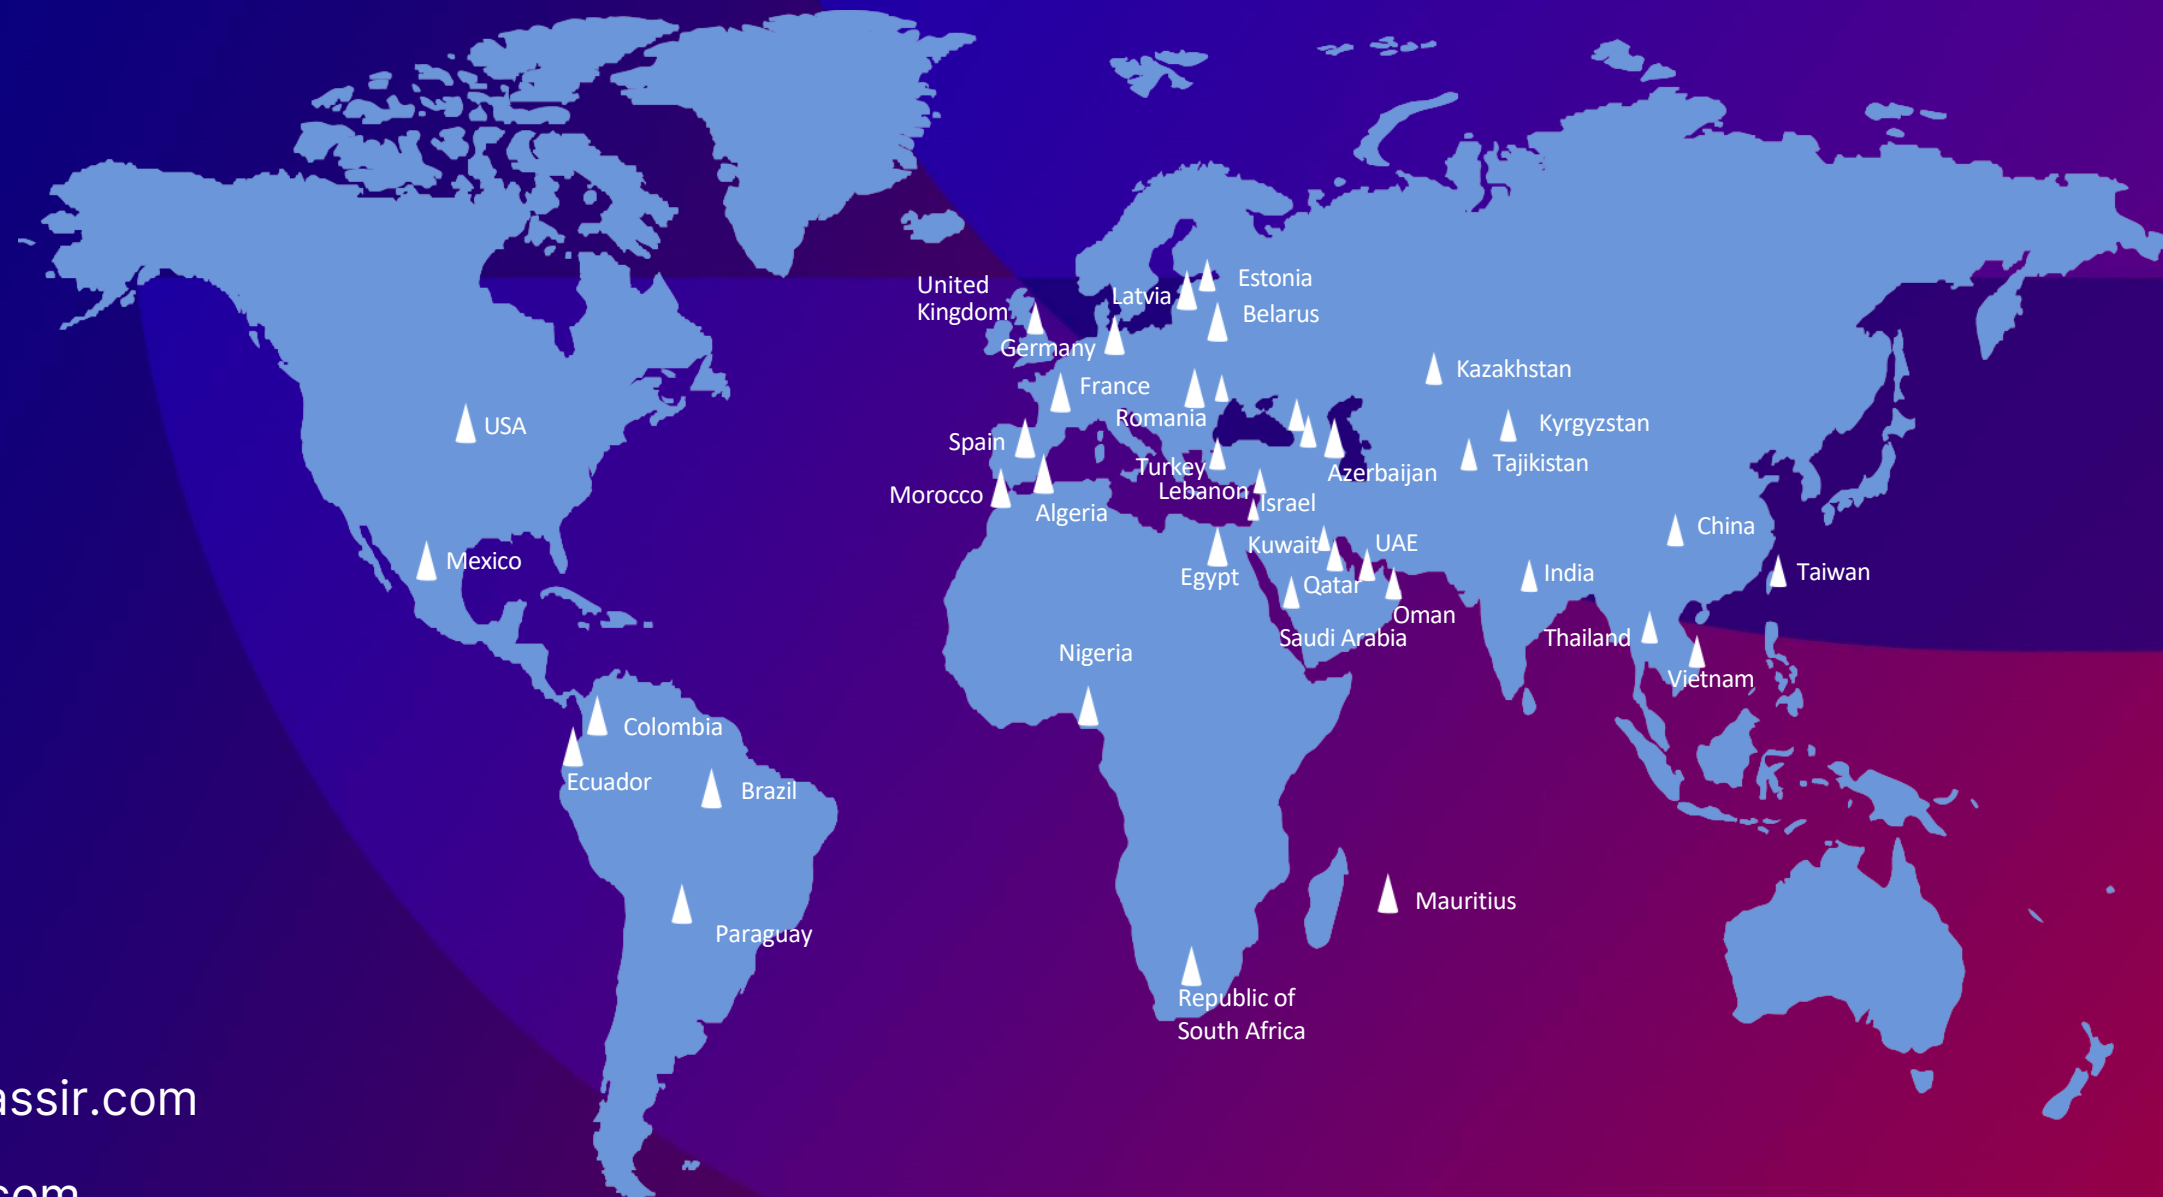 United
Kingdom
Latvia
Estonia
Belarus
Germany
France
Romania
Kazakhstan
USA
Spain
Turkey
Azerbaijan
Kyrgyzstan
Tajikistan
Morocco
Lebanon
Israel
Algeria
China
Mexico
Kuwait
UAE
Egypt
Qatar
India
Taiwan
Oman
Saudi Arabia
Thailand
Nigeria
Vietnam
Colombia
Ecuador
Brazil
Mauritius
Paraguay
Republic of
South Africa
assir.com
com